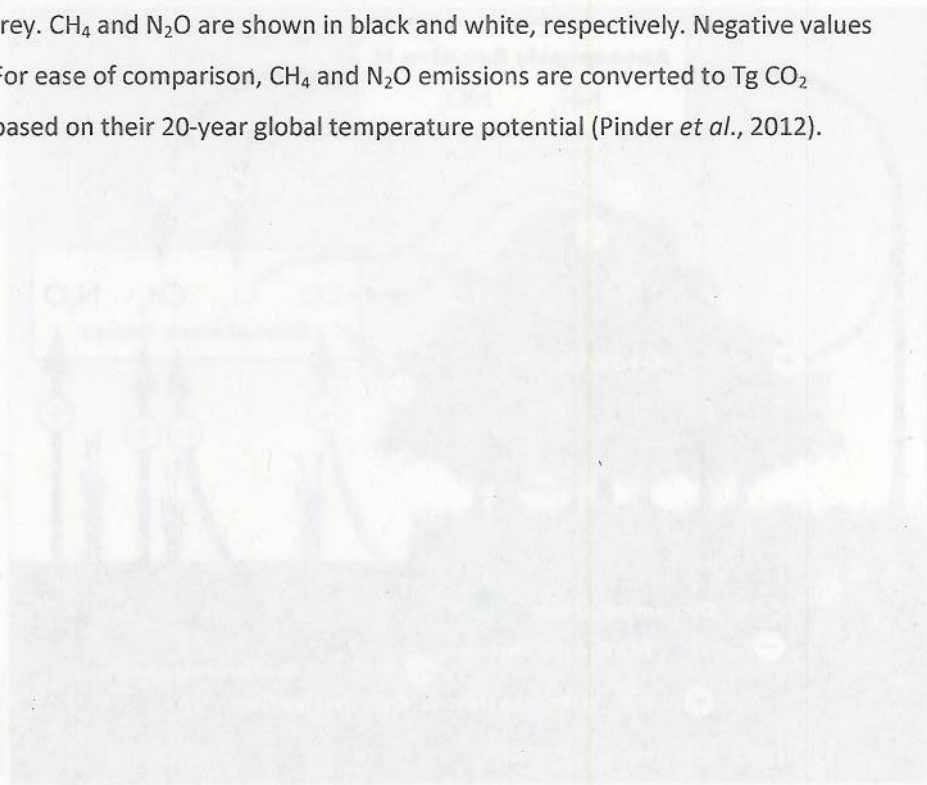 rey. CH₄ and N₂O are shown in black and white, respectively. Negative values
For ease of comparison, CH₄ and N₂O emissions are converted to Tg CO₂
based on their 20-year global temperature potential (Pinder et al., 2012).